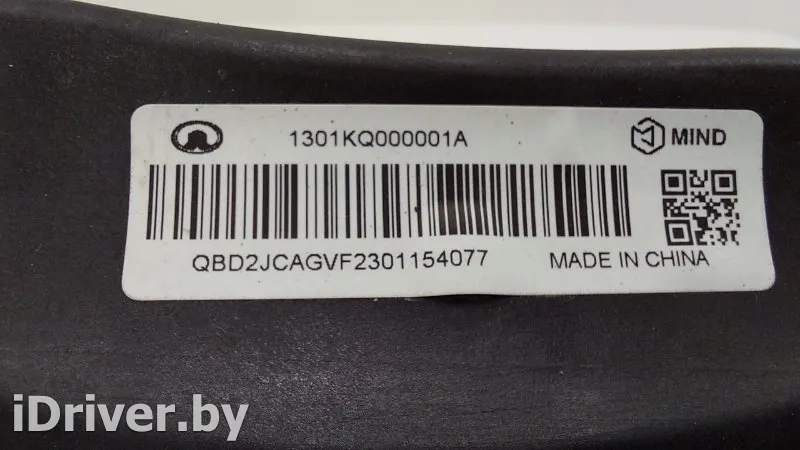 1301KQ000001A
MIND
QBD2JCAGVF2301154077
MADE IN CHINA
iDriver.by